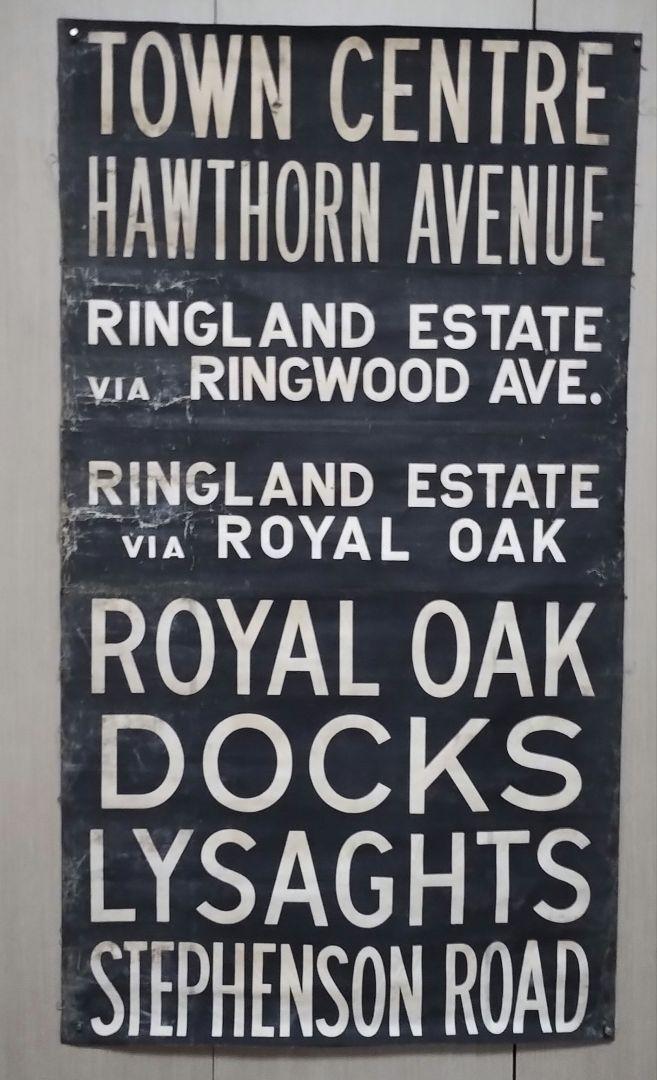 TOWN CENTRE
HAWTHORN AVENUE
RINGLAND ESTATE
VIA RINGWOOD AVE.
RINGLAND ESTATE
VIA ROYAL OAK
ROYAL OAK
DOCKS
LYSAGHTS
STEPHENSON ROAD